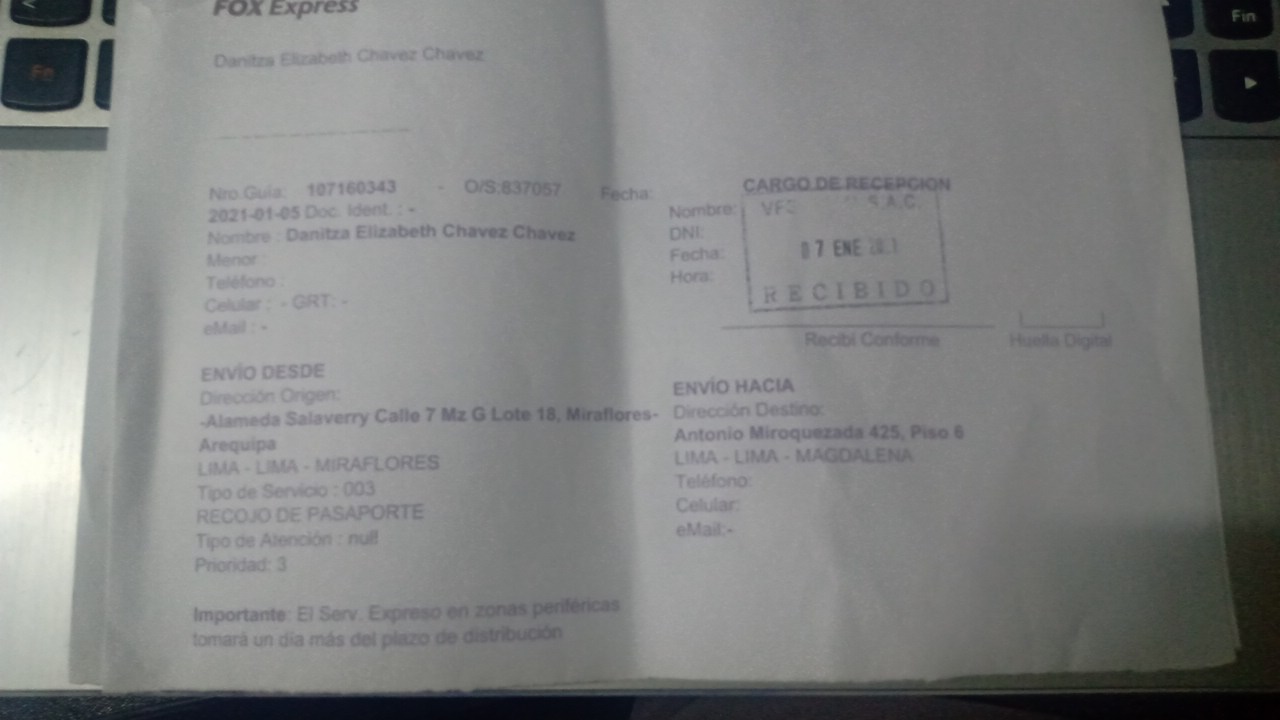 FOX Express
Danitza Elizabeth Chavez Chavez
Nro.Guía: 107160343 - O/S:837057 Fecha:
2021-01-05 Doc. Ident. : -
Nombre : Danitza Elizabeth Chavez Chavez
Menor :
Teléfono :
Celular : - GRT: -
eMail : -
ENVÍO DESDE
Dirección Origen:
-Alameda Salaverry Calle 7 Mz G Lote 18, Miraflores-
Arequipa
LIMA - LIMA - MIRAFLORES
Tipo de Servicio : 003
RECOJO DE PASAPORTE
Tipo de Atención : null
Prioridad: 3
Importante: El Serv. Expreso en zonas periféricas
tomará un día más del plazo de distribución
CARGO DE RECEPCION
Nombre:
DNI:
Fecha:
Hora:
S.A.C.
07 ENE
RECIBIDO
Recibí Conforme
Huella Digital
ENVÍO HACIA
Dirección Destino:
Antonio Miroquezada 425, Piso 6
LIMA - LIMA - MAGDALENA
Teléfono:
Celular:
eMail:-
Fin
Fn